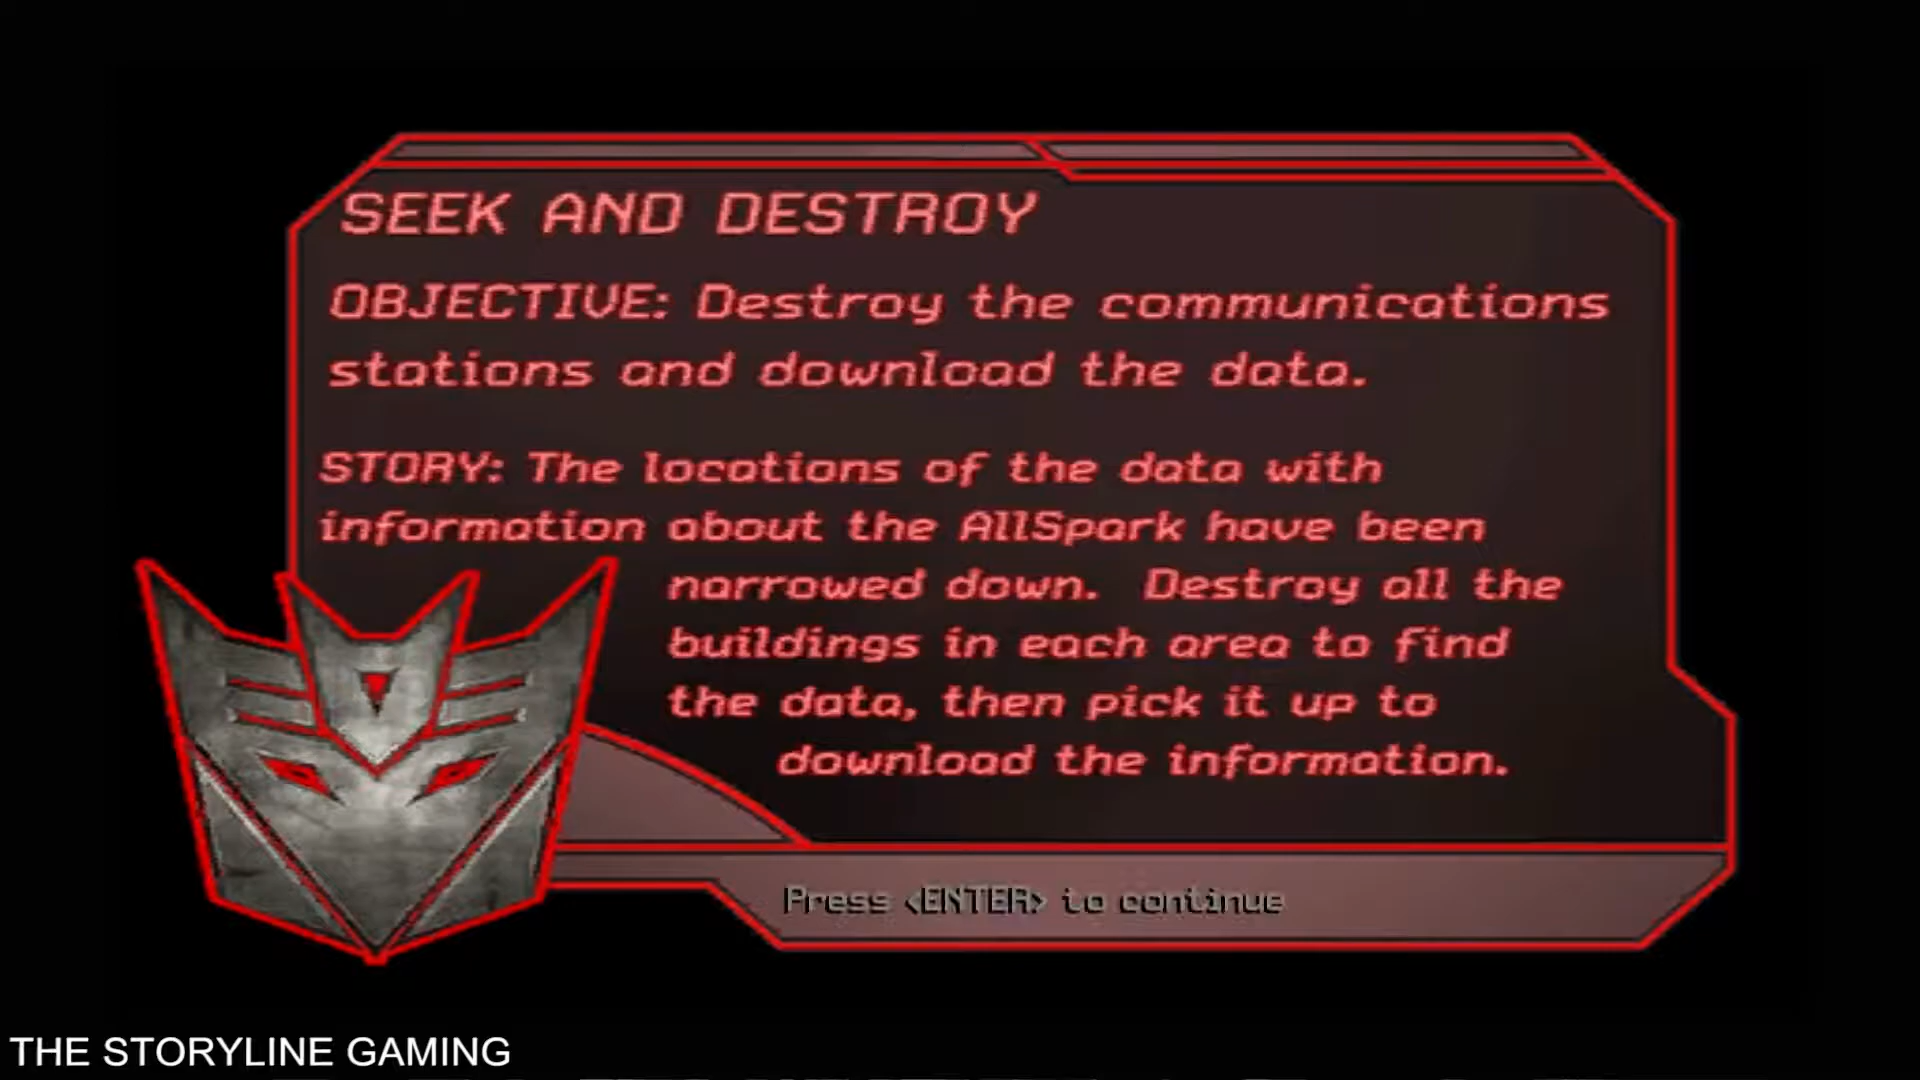 SEEK AND DESTROY
OBJECTIVE: Destroy the communications
stations and download the data.
STORY: The locations of the data with
information about the AllSpark have been
narrowed down. Destroy all the
buildings in each area to find
the data, then pick it up to
download the information.
Press <ENTER> to continue
THE STORYLINE GAMING